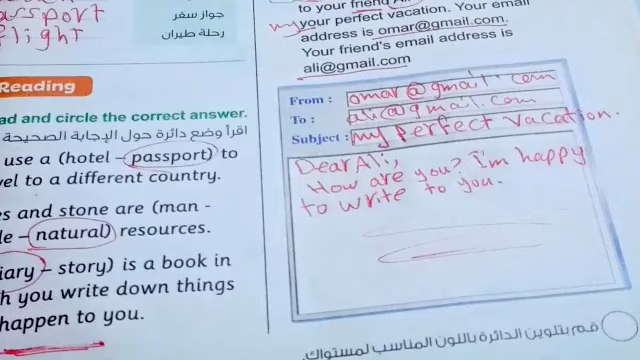 جواز سفر
رحلة طيران
flight
Reading
ad and circle the correct answer.
اقرأ وضع دائرة حول الإجابة الصحيحة
use a (hotel – passport) to
vel to a different country.
es and stone are (man -
de – natural) resources.
iary – story) is a book in
h you write down things
happen to you.
to your friend
your perfect vacation. Your email
my
address is omar@gmail.com.
Your friend's email address is
ali@gmail.com
From : omar@gmail.com
To : ali@gmail.com
Subject : my perfect vacation.
Dear Ali,
How are you? I'm happy
to write to you.
قم بتلوين الدائرة باللون المناسب لمستواك.